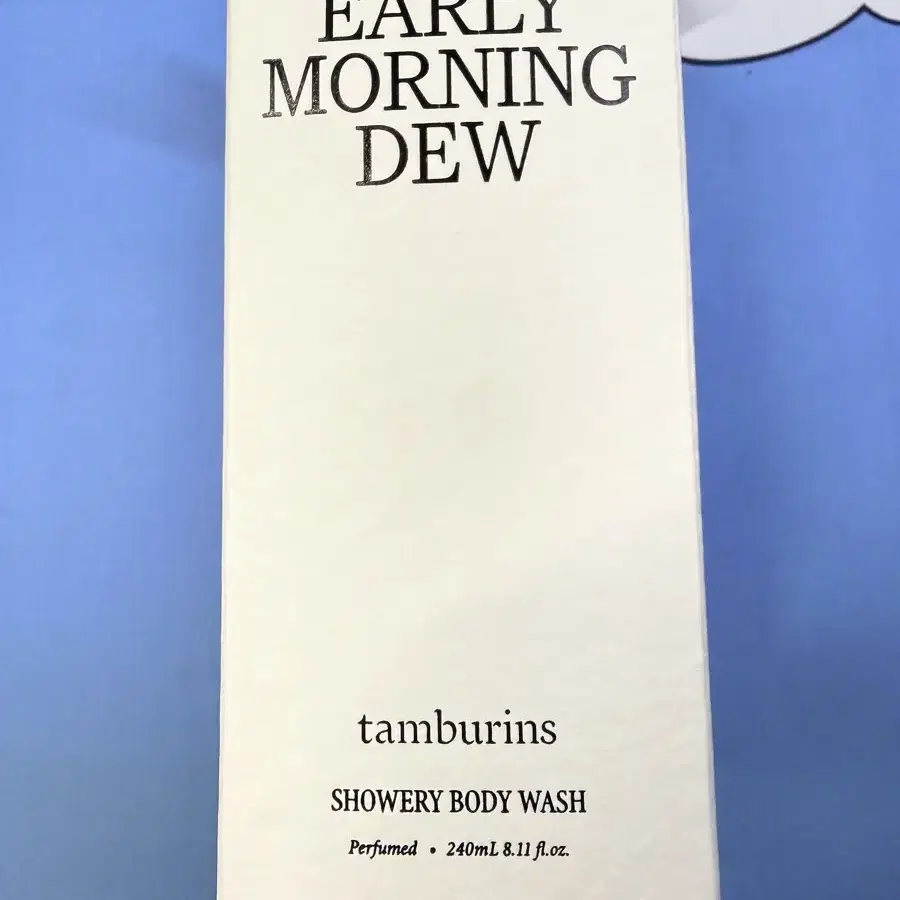 EARLY
MORNING
DEW
tamburins
SHOWERY BODY WASH
Perfumed • 240mL 8.11 fl.oz.